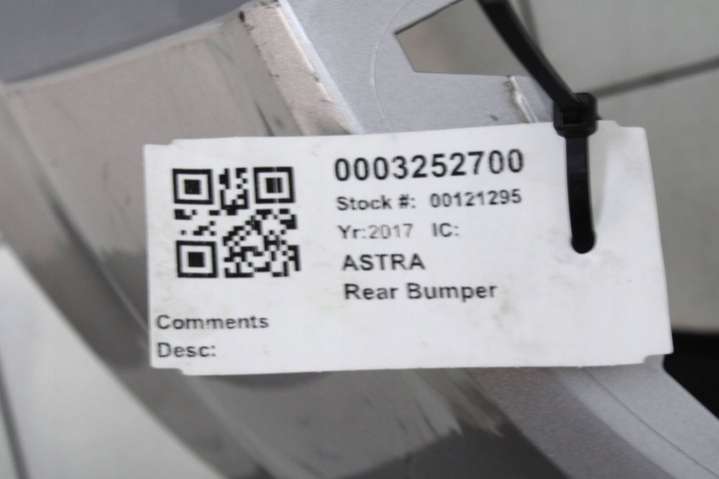 0003252700
Stock #: 00121295
Yr:2017 IC:
ASTRA
Rear Bumper
Comments
Desc: